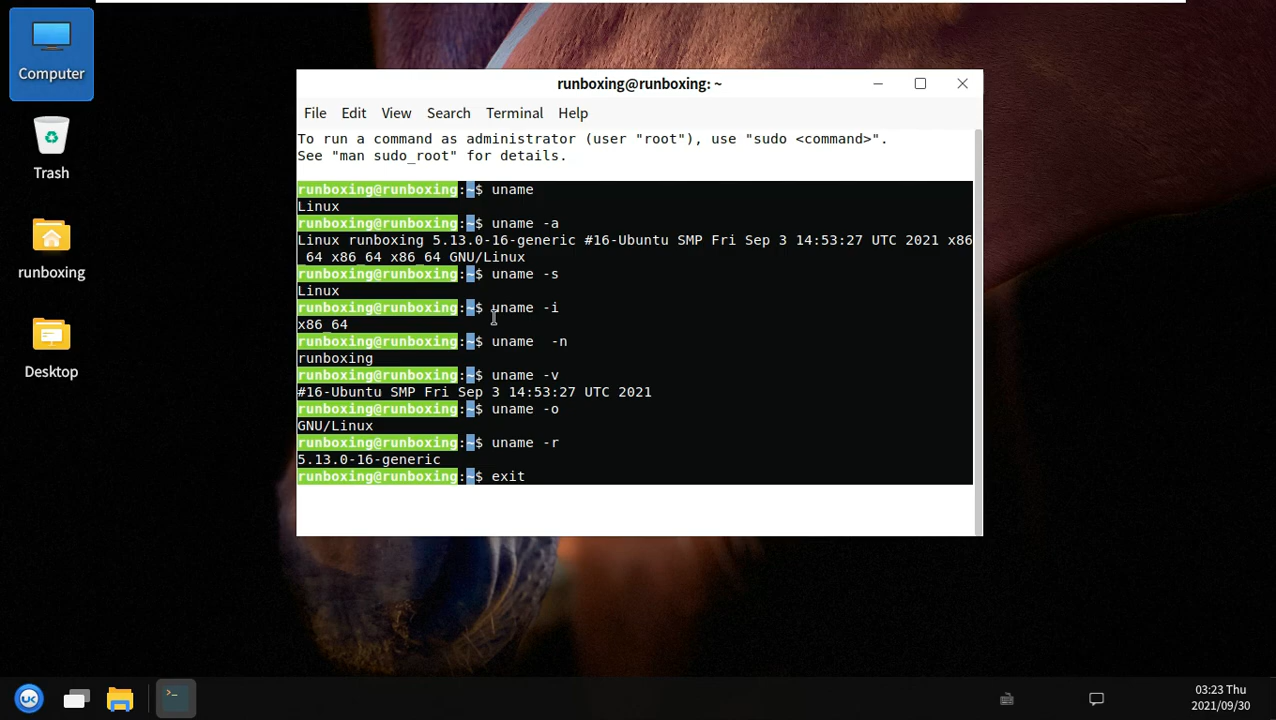 Computer
Trash
runboxing
Desktop
runboxing@runboxing: ~
File Edit View Search Terminal Help
To run a command as administrator (user "root"), use "sudo <command>".
See "man sudo_root" for details.
runboxing@runboxing:~$ uname
Linux
runboxing@runboxing:~$ uname -a
Linux runboxing 5.13.0-16-generic #16-Ubuntu SMP Fri Sep 3 14:53:27 UTC 2021 x86
_64 x86_64 x86_64 GNU/Linux
runboxing@runboxing:~$ uname -s
Linux
runboxing@runboxing:~$ uname -i
x86_64
runboxing@runboxing:~$ uname  -n
runboxing
runboxing@runboxing:~$ uname -v
#16-Ubuntu SMP Fri Sep 3 14:53:27 UTC 2021
runboxing@runboxing:~$ uname -o
GNU/Linux
runboxing@runboxing:~$ uname -r
5.13.0-16-generic
runboxing@runboxing:~$ exit
UK
03:23 Thu
2021/09/30